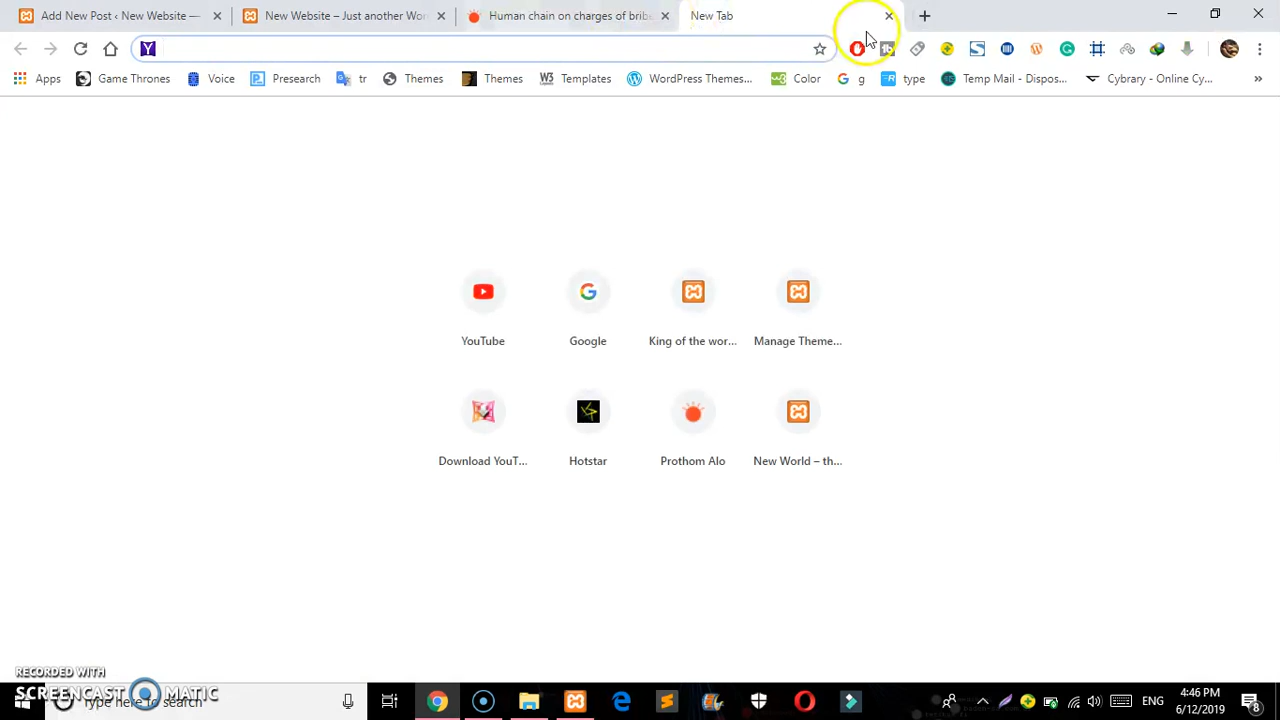 Add New Post ‹ New Website —
New Website – Just another Wor
Human chain on charges of bribe
New Tab
Apps
Game Thrones
Voice
Presearch
tr
Themes
Themes
Templates
WordPress Themes...
Color
g
type
Temp Mail - Dispos...
Cybrary - Online Cy...
YouTube
Google
King of the wor...
Manage Theme...
Download YouT...
Hotstar
Prothom Alo
New World – th...
RECORDED WITH
SCREENCAST MATIC
Type here to search
ENG
4:46 PM
6/12/2019
8